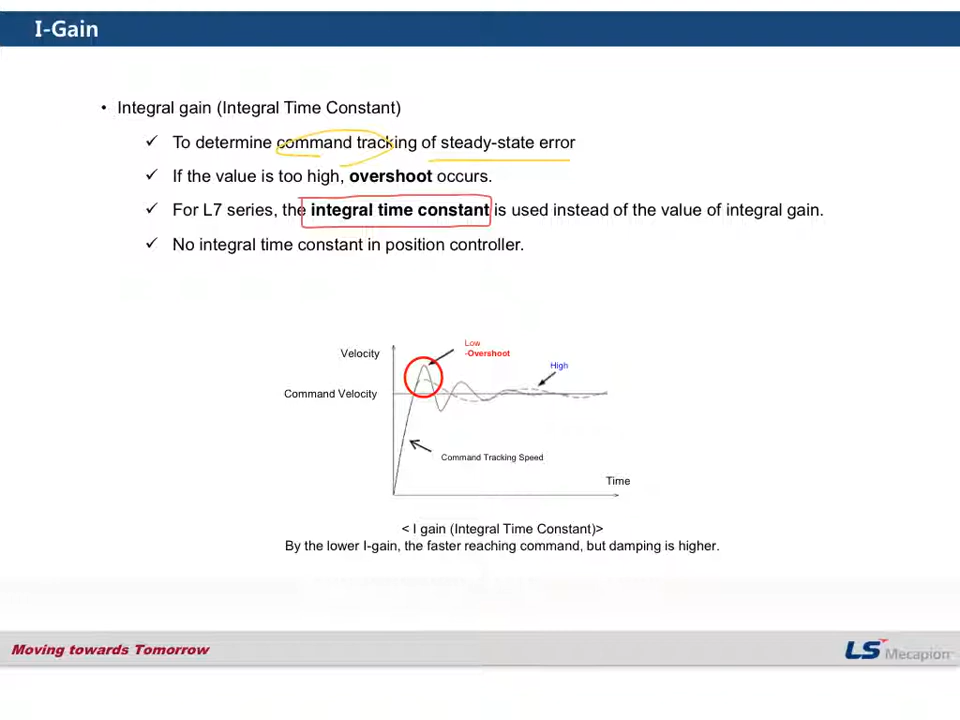 I-Gain
• Integral gain (Integral Time Constant)
✓ To determine command tracking of steady-state error
✓ If the value is too high, overshoot occurs.
✓ For L7 series, the integral time constant is used instead of the value of integral gain.
✓ No integral time constant in position controller.
Low
-Overshoot
Velocity
High
Command Velocity
Command Tracking Speed
Time
< I gain (Integral Time Constant)>
By the lower I-gain, the faster reaching command, but damping is higher.
Moving towards Tomorrow
LS Mecapion